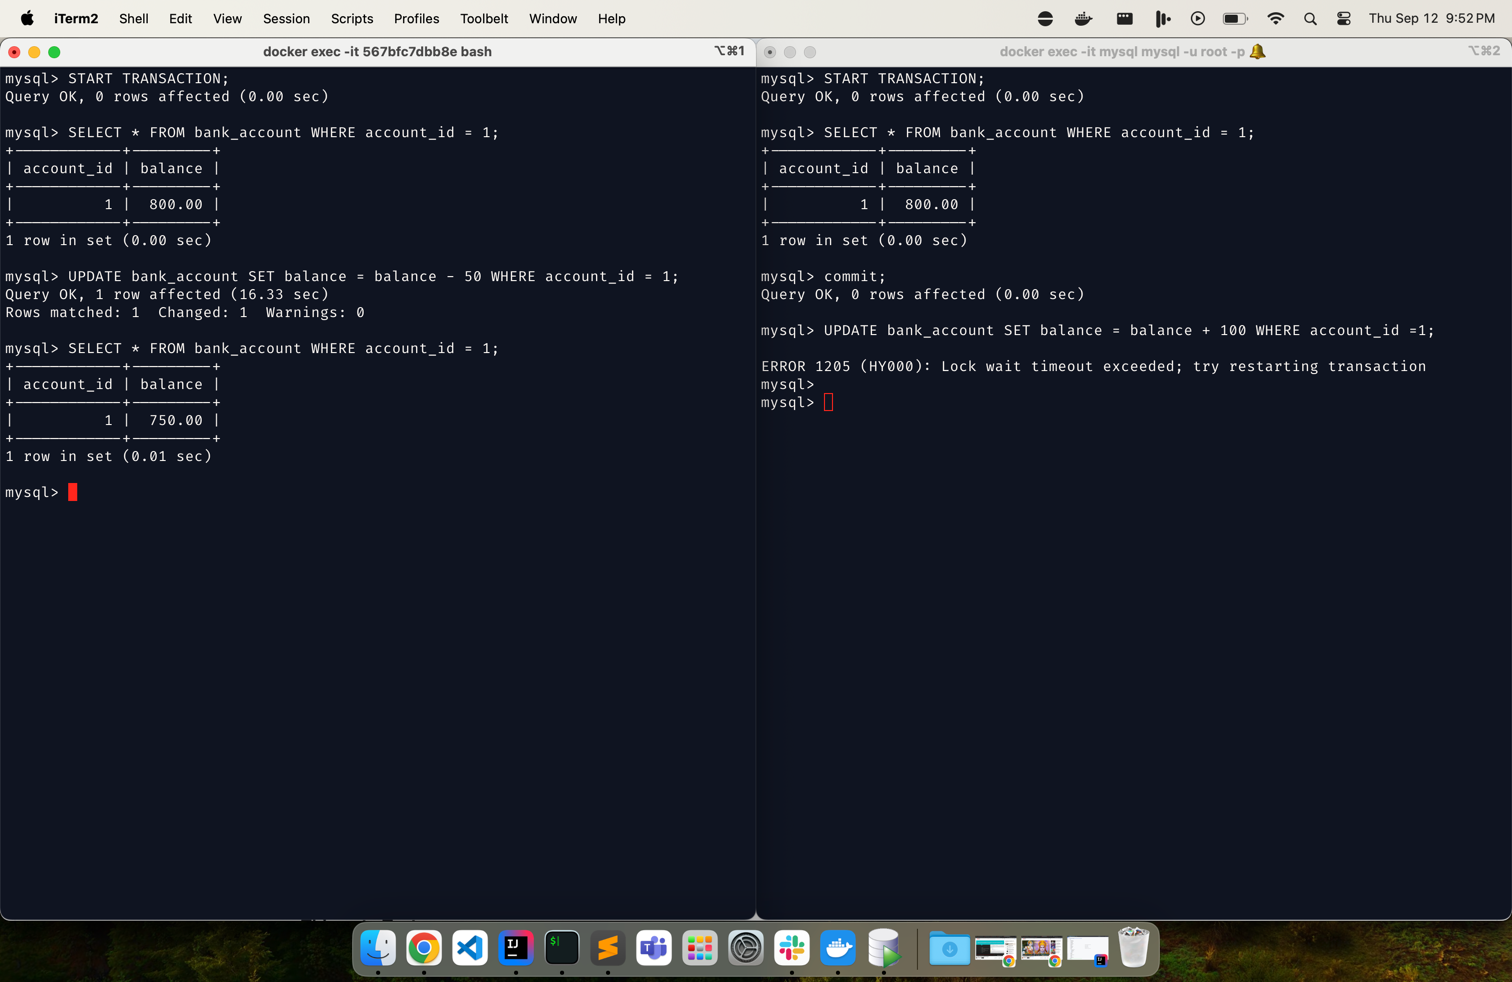 iTerm2 Shell Edit View Session Scripts Profiles Toolbelt Window Help Thu Sep 12 9:52 PM
docker exec -it 567bfc7dbb8e bash ⌥⌘1
mysql> START TRANSACTION;
Query OK, 0 rows affected (0.00 sec)

mysql> SELECT * FROM bank_account WHERE account_id = 1;
+------------+---------+
| account_id | balance |
+------------+---------+
|          1 |  800.00 |
+------------+---------+
1 row in set (0.00 sec)

mysql> UPDATE bank_account SET balance = balance - 50 WHERE account_id = 1;
Query OK, 1 row affected (16.33 sec)
Rows matched: 1  Changed: 1  Warnings: 0

mysql> SELECT * FROM bank_account WHERE account_id = 1;
+------------+---------+
| account_id | balance |
+------------+---------+
|          1 |  750.00 |
+------------+---------+
1 row in set (0.01 sec)

mysql>
docker exec -it mysql mysql -u root -p 🔔 ⌥⌘2
mysql> START TRANSACTION;
Query OK, 0 rows affected (0.00 sec)

mysql> SELECT * FROM bank_account WHERE account_id = 1;
+------------+---------+
| account_id | balance |
+------------+---------+
|          1 |  800.00 |
+------------+---------+
1 row in set (0.00 sec)

mysql> commit;
Query OK, 0 rows affected (0.00 sec)

mysql> UPDATE bank_account SET balance = balance + 100 WHERE account_id =1;

ERROR 1205 (HY000): Lock wait timeout exceeded; try restarting transaction
mysql>
mysql>
IJ
$|
T